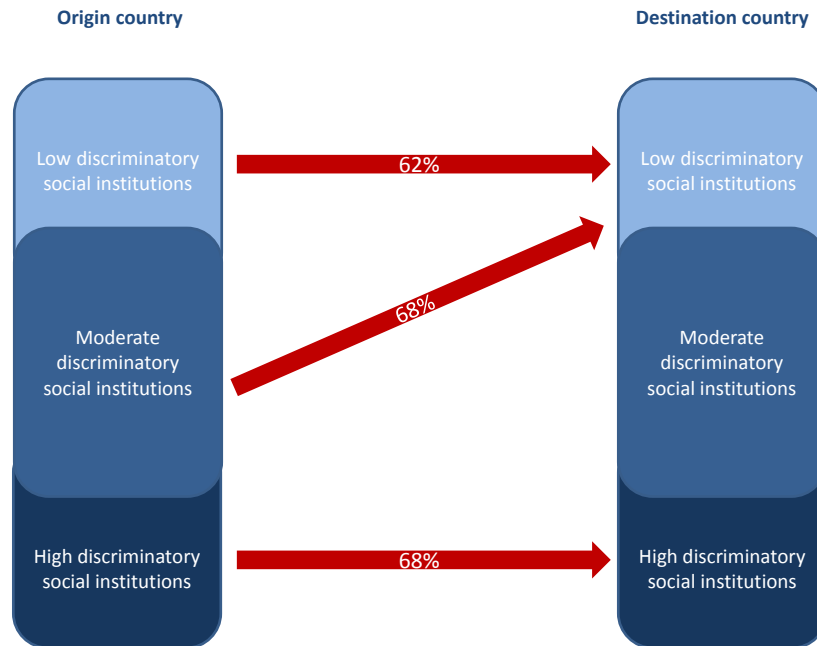 Origin country
Destination country
Low discriminatory
social institutions
62%
Low discriminatory
social institutions
68%
Moderate
discriminatory
social institutions
Moderate
discriminatory
social institutions
High discriminatory
social institutions
68%
High discriminatory
social institutions